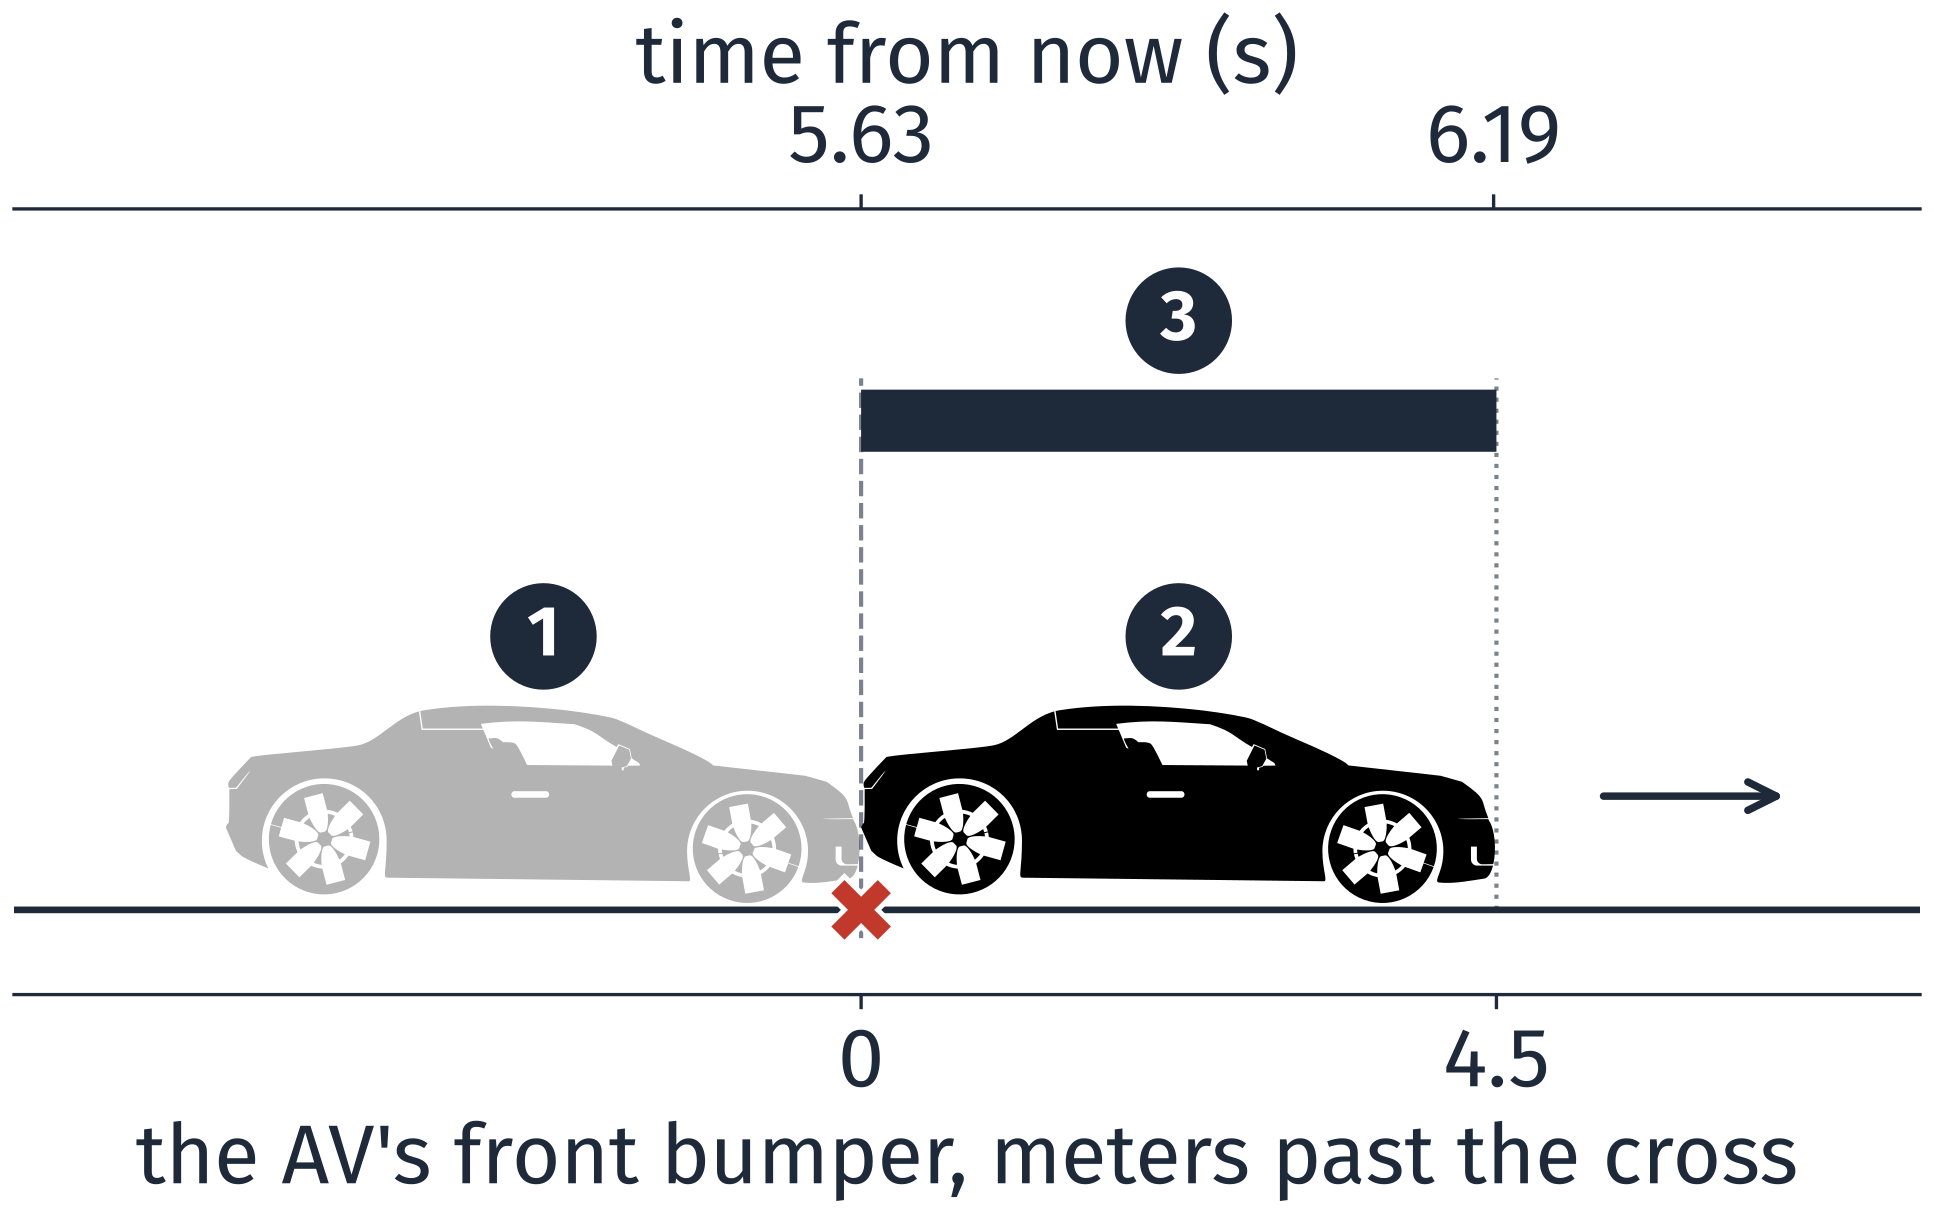 time from now (s)
5.63 6.19
3
1 2
0 4.5
the AV's front bumper, meters past the cross